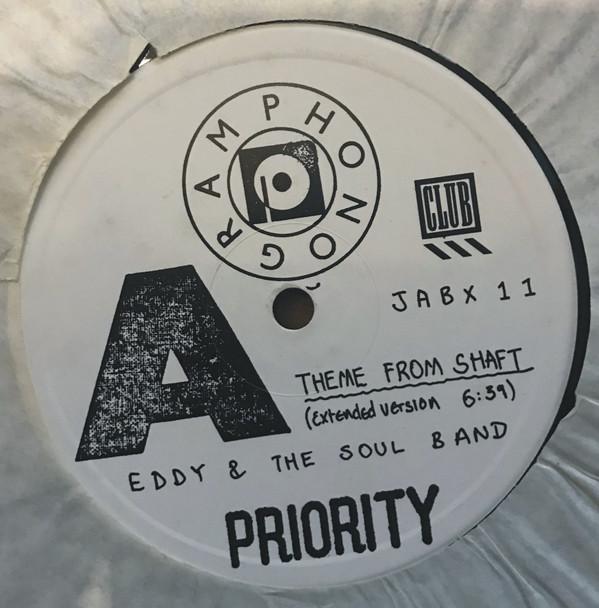 PHONOGRAM
CLUB
JABX 11
A
THEME FROM SHAFT
(Extended version 6:39)
EDDY & THE SOUL BAND
PRIORITY